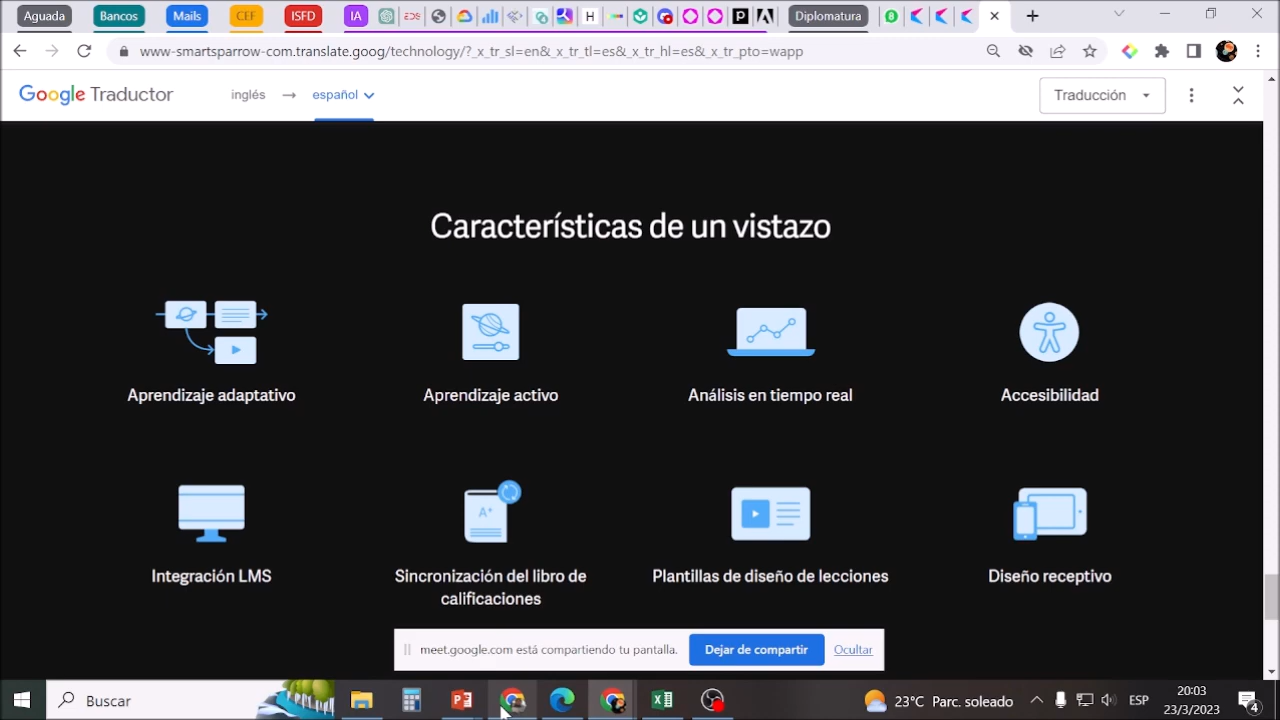 Aguada Bancos Mails CEF ISFD IA Diplomatura
www-smartsparrow-com.translate.goog/technology/?_x_tr_sl=en&_x_tr_tl=es&_x_tr_hl=es&_x_tr_pto=wapp
Google Traductor inglés → español Traducción
Características de un vistazo
Aprendizaje adaptativo
Aprendizaje activo
Análisis en tiempo real
Accesibilidad
A+
Integración LMS
Sincronización del libro de
calificaciones
Plantillas de diseño de lecciones
Diseño receptivo
meet.google.com está compartiendo tu pantalla. Dejar de compartir Ocultar
Buscar
23°C Parc. soleado
ESP
20:03
23/3/2023
4